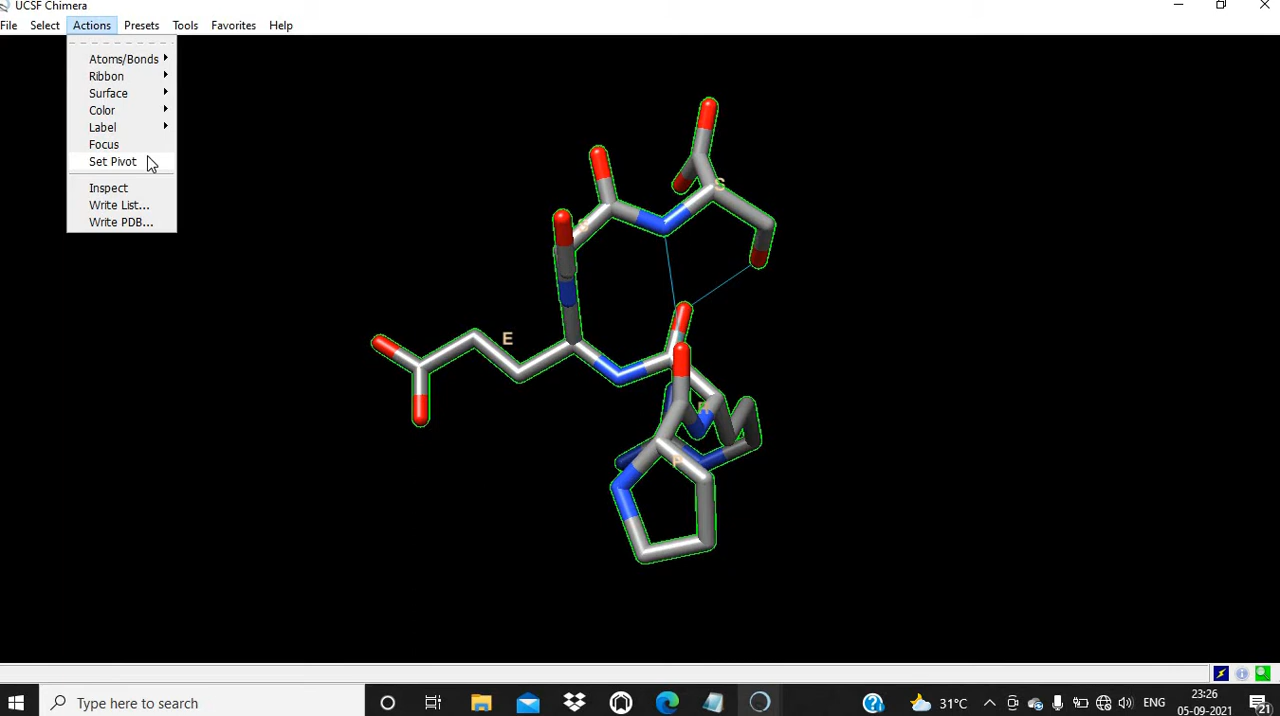 UCSF Chimera
File Select Actions Presets Tools Favorites Help
Atoms/Bonds
Ribbon
Surface
Color
Label
Focus
Set Pivot
Inspect
Write List...
Write PDB...
S
S
E
R
P
Type here to search
31°C ENG 23:26
05-09-2021
21